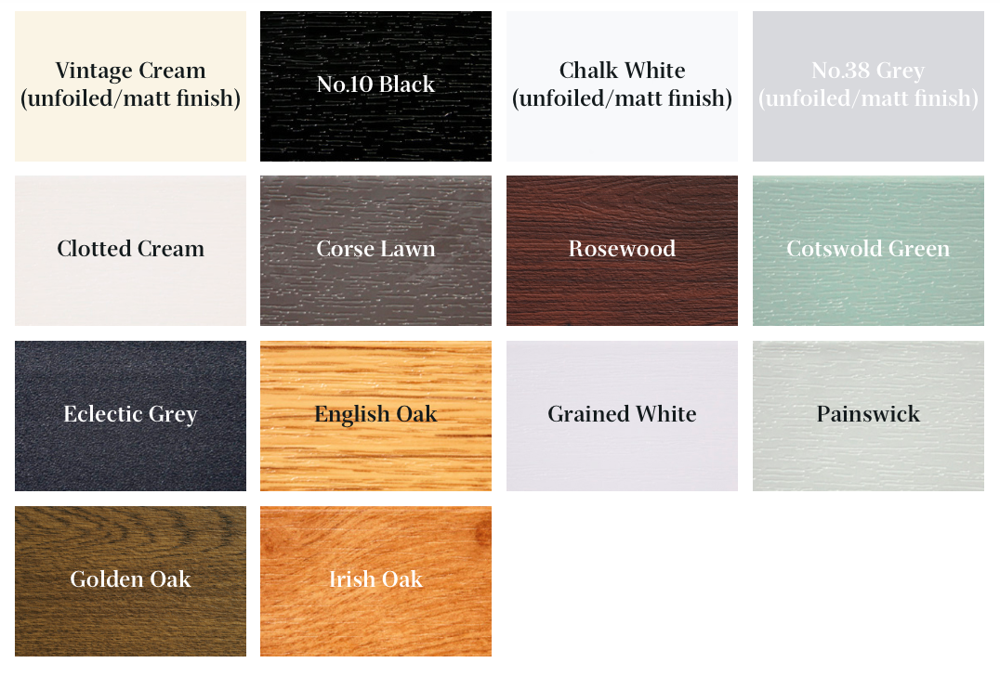 Vintage Cream
(unfoiled/matt finish)
No.10 Black
Chalk White
(unfoiled/matt finish)
No.38 Grey
(unfoiled/matt finish)
Clotted Cream
Corse Lawn
Rosewood
Cotswold Green
Eclectic Grey
English Oak
Grained White
Painswick
Golden Oak
Irish Oak